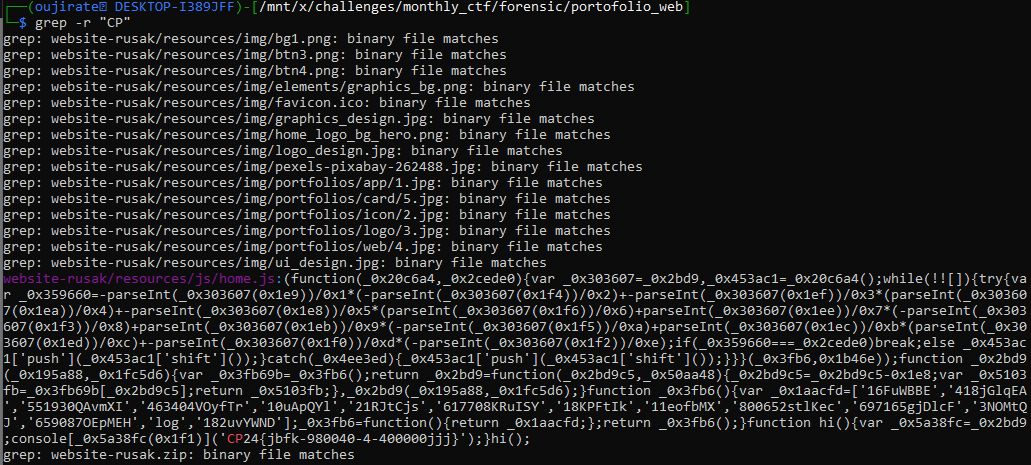 ┌──(oujirate㉿ DESKTOP-I389JFF)-[/mnt/x/challenges/monthly_ctf/forensic/portofolio_web]
└─$ grep -r "CP"
grep: website-rusak/resources/img/bg1.png: binary file matches
grep: website-rusak/resources/img/btn3.png: binary file matches
grep: website-rusak/resources/img/btn4.png: binary file matches
grep: website-rusak/resources/img/elements/graphics_bg.png: binary file matches
grep: website-rusak/resources/img/favicon.ico: binary file matches
grep: website-rusak/resources/img/graphics_design.jpg: binary file matches
grep: website-rusak/resources/img/home_logo_bg_hero.png: binary file matches
grep: website-rusak/resources/img/logo_design.jpg: binary file matches
grep: website-rusak/resources/img/pexels-pixabay-262488.jpg: binary file matches
grep: website-rusak/resources/img/portfolios/app/1.jpg: binary file matches
grep: website-rusak/resources/img/portfolios/card/5.jpg: binary file matches
grep: website-rusak/resources/img/portfolios/icon/2.jpg: binary file matches
grep: website-rusak/resources/img/portfolios/logo/3.jpg: binary file matches
grep: website-rusak/resources/img/portfolios/web/4.jpg: binary file matches
grep: website-rusak/resources/img/ui_design.jpg: binary file matches
website-rusak/resources/js/home.js:(function(_0x20c6a4,_0x2cede0){var _0x303607=_0x2bd9,_0x453ac1=_0x20c6a4();while(!![]){try{va
r _0x359660=-parseInt(_0x303607(0x1e9))/0x1*(-parseInt(_0x303607(0x1f4))/0x2)+-parseInt(_0x303607(0x1ef))/0x3*(parseInt(_0x30360
7(0x1ea))/0x4)+-parseInt(_0x303607(0x1e8))/0x5*(parseInt(_0x303607(0x1f6))/0x6)+parseInt(_0x303607(0x1ee))/0x7*(-parseInt(_0x303
607(0x1f3))/0x8)+parseInt(_0x303607(0x1eb))/0x9*(-parseInt(_0x303607(0x1f5))/0xa)+parseInt(_0x303607(0x1ec))/0xb*(parseInt(_0x30
3607(0x1ed))/0xc)+-parseInt(_0x303607(0x1f0))/0xd*(-parseInt(_0x303607(0x1f2))/0xe);if(_0x359660===_0x2cede0)break;else _0x453ac
1['push'](_0x453ac1['shift']());}catch(_0x4ee3ed){_0x453ac1['push'](_0x453ac1['shift']());}}}(_0x3fb6,0x1b46e));function _0x2bd9
(_0x195a88,_0x1fc5d6){var _0x3fb69b=_0x3fb6();return _0x2bd9=function(_0x2bd9c5,_0x50aa48){_0x2bd9c5=_0x2bd9c5-0x1e8;var _0x5103
fb=_0x3fb69b[_0x2bd9c5];return _0x5103fb;},_0x2bd9(_0x195a88,_0x1fc5d6);}function _0x3fb6(){var _0x1aacfd=['16FuWBBE','418jGlqEA
','551930QAvmXI','463404VOyfTr','10uApQYl','21RJtCjs','617708KRuISY','18KPFtIk','11eofbMX','800652stlKec','697165gjDlcF','3NOMtQ
J','659087OEpMEH','log','182uvYWND'];_0x3fb6=function(){return _0x1aacfd;};return _0x3fb6();}function hi(){var _0x5a38fc=_0x2bd9
;console[_0x5a38fc(0x1f1)]('CP24{jbfk-980040-4-400000jjj}');}hi();
grep: website-rusak.zip: binary file matches